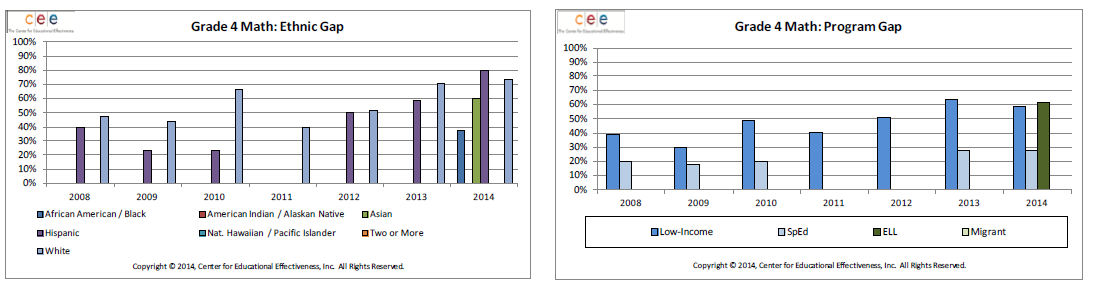 cee
The Center for Educational Effectiveness
Grade 4 Math: Ethnic Gap
100%
90%
80%
70%
60%
50%
40%
30%
20%
10%
0%
2008 2009 2010 2011 2012 2013 2014
African American / Black American Indian / Alaskan Native Asian
Hispanic Nat. Hawaiian / Pacific Islander Two or More
White
Copyright © 2014, Center for Educational Effectiveness, Inc. All Rights Reserved.
cee
The Center for Educational Effectiveness
Grade 4 Math: Program Gap
100%
90%
80%
70%
60%
50%
40%
30%
20%
10%
0%
2008 2009 2010 2011 2012 2013 2014
Low-Income SpEd ELL Migrant
Copyright © 2014, Center for Educational Effectiveness, Inc. All Rights Reserved.